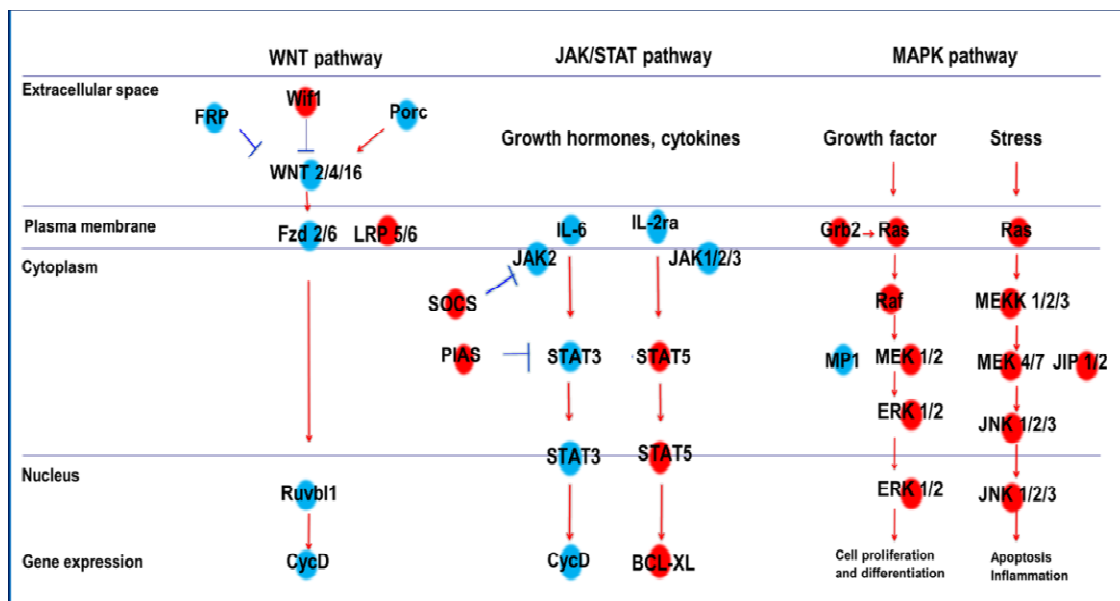 WNT pathway JAK/STAT pathway MAPK pathway
Extracellular space
Wif1
FRP Porc
Growth hormones, cytokines Growth factor Stress
WNT 2/4/16
Plasma membrane Fzd 2/6 LRP 5/6 IL-6 IL-2ra Grb2 Ras Ras
Cytoplasm JAK2 JAK1/2/3
SOCS Raf MEKK 1/2/3
PIAS STAT3 STAT5 MP1 MEK 1/2 MEK 4/7 JIP 1/2
ERK 1/2 JNK 1/2/3
STAT3 STAT5
Nucleus
Ruvbl1 ERK 1/2 JNK 1/2/3
Gene expression CycD CycD BCL-XL Cell proliferation Apoptosis
and differentiation Inflammation